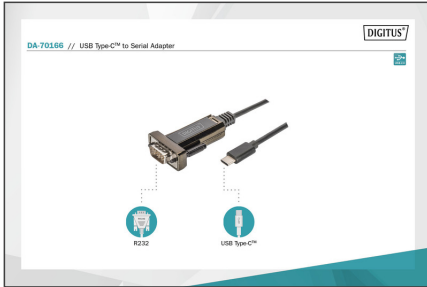 DIGITUS®
DA-70166 // USB Type-C™ to Serial Adapter
R232
USB Type-C™